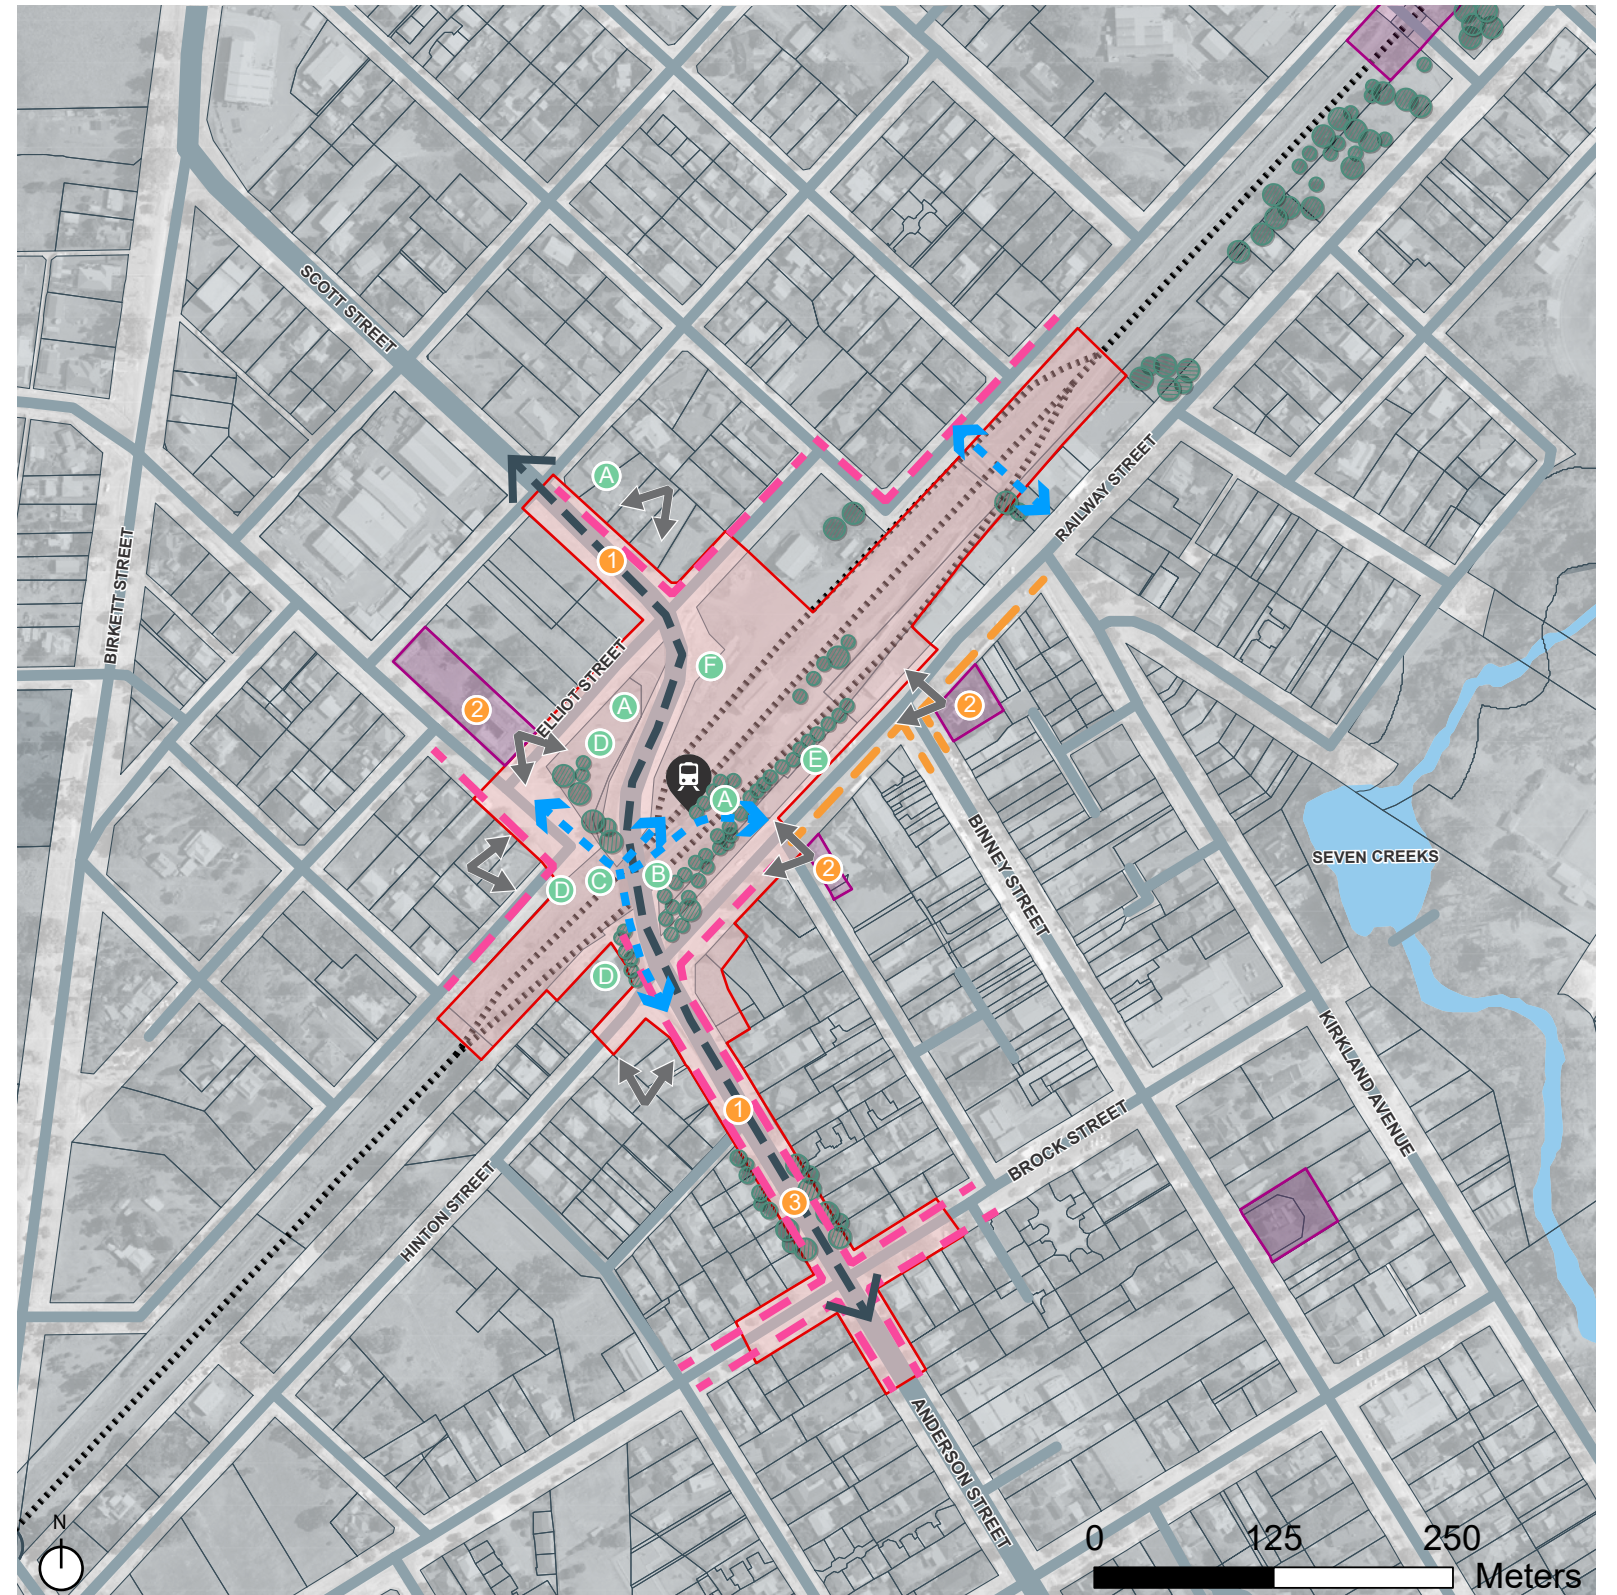 SCOTT STREET
A
1
BIRKETT STREET
RAILWAY STREET
ELLIOT STREET
F
2
A
2
D
E
A
BINNEY STREET
SEVEN CREEKS
2
D
C
B
D
KIRKLAND AVENUE
1
BROCK STREET
HINTON STREET
3
ANDERSON STREET
N
0 125 250
Meters